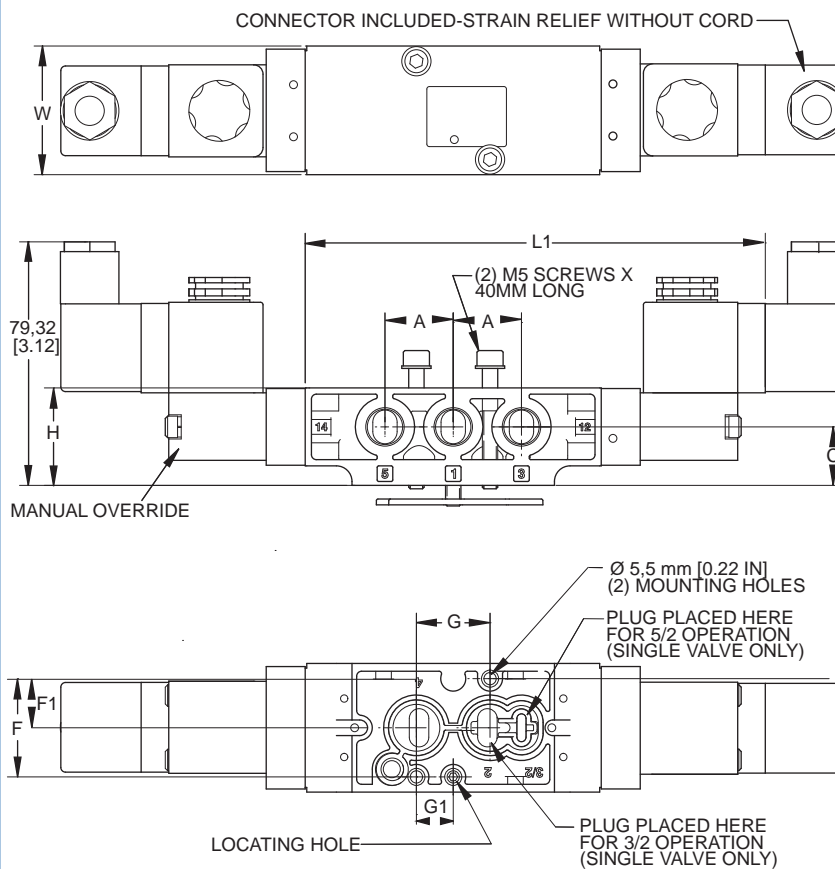 CONNECTOR INCLUDED-STRAIN RELIEF WITHOUT CORD
W
L1
(2) M5 SCREWS X
40MM LONG
A
A
79,32
[3.12]
H
14
12
C
5
1
3
MANUAL OVERRIDE
Ø 5,5 mm [0.22 IN]
(2) MOUNTING HOLES
G
PLUG PLACED HERE
FOR 5/2 OPERATION
(SINGLE VALVE ONLY)
4
F1
F
2
3/2
G1
LOCATING HOLE
PLUG PLACED HERE
FOR 3/2 OPERATION
(SINGLE VALVE ONLY)